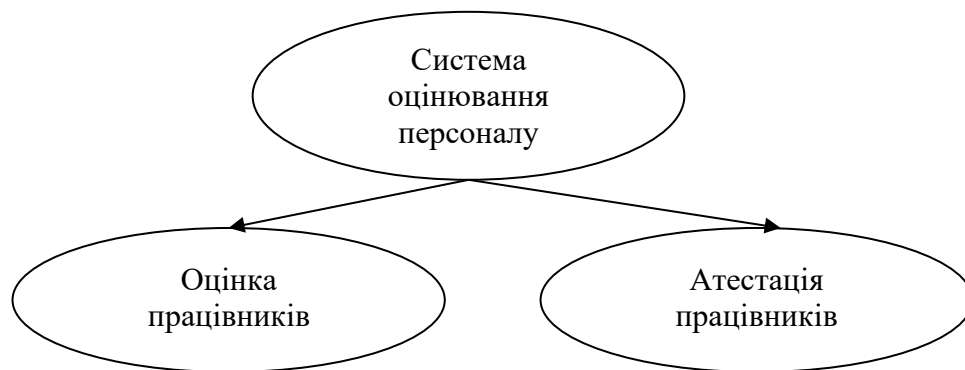 Система
оцінювання
персоналу
Оцінка
працівників
Атестація
працівників